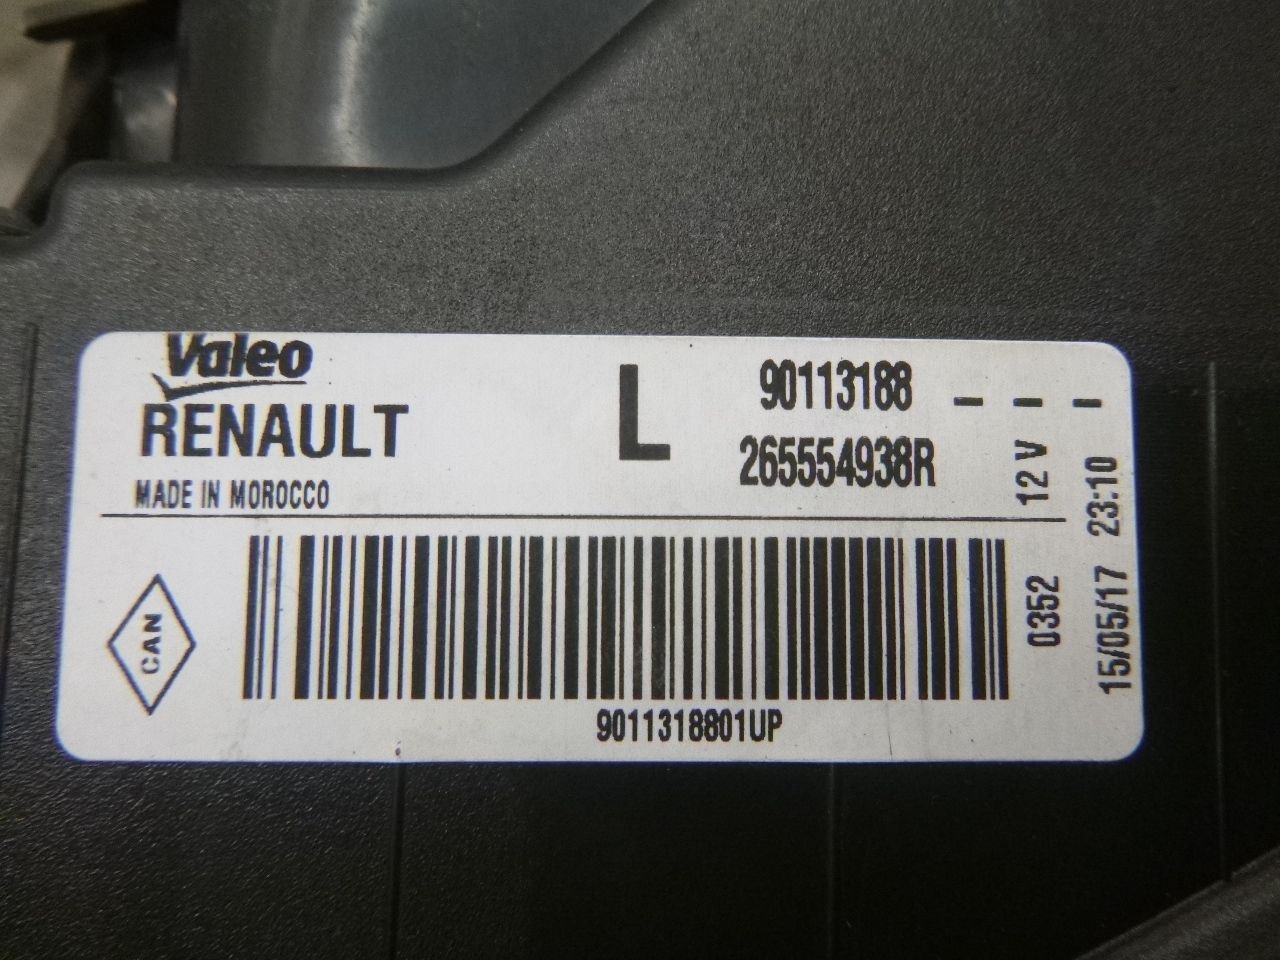 Valeo
RENAULT
MADE IN MOROCCO
L
90113188 - - -
265554938R
12 V
23:10
CAN
9011318801UP
0352
15/05/17